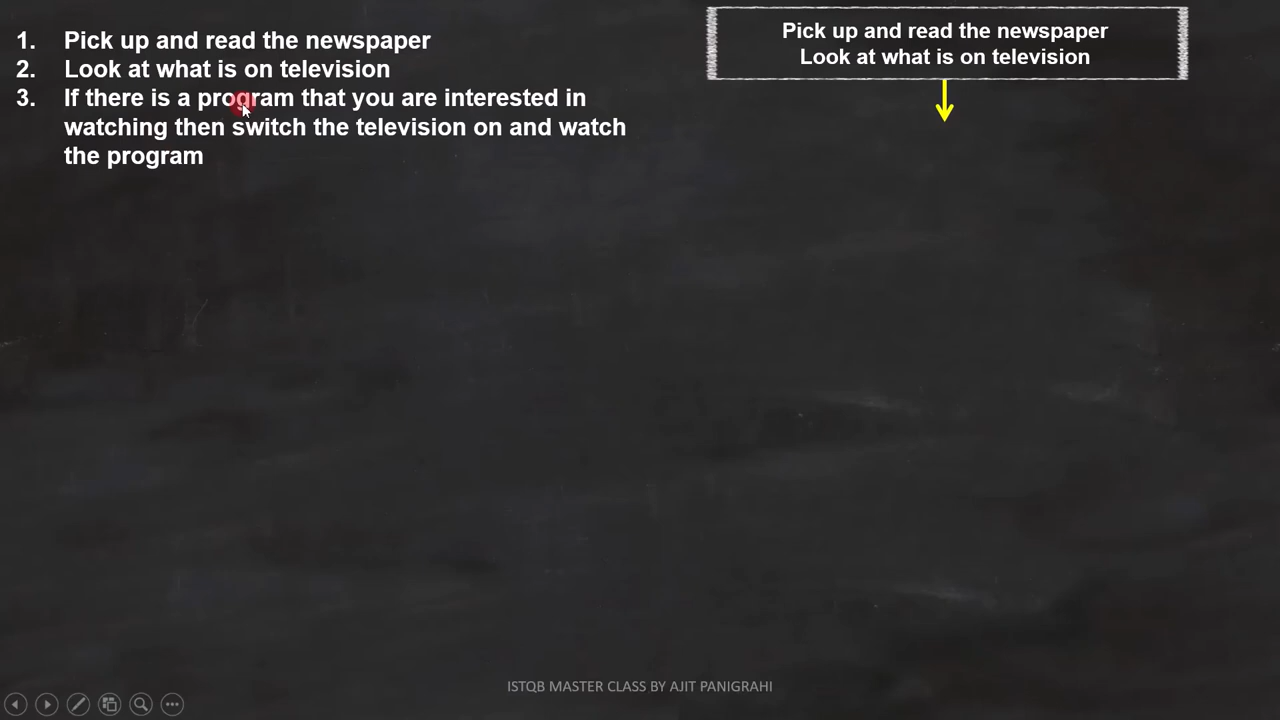 1. Pick up and read the newspaper
2. Look at what is on television
3. If there is a program that you are interested in
watching then switch the television on and watch
the program
Pick up and read the newspaper
Look at what is on television
ISTQB MASTER CLASS BY AJIT PANIGRAHI